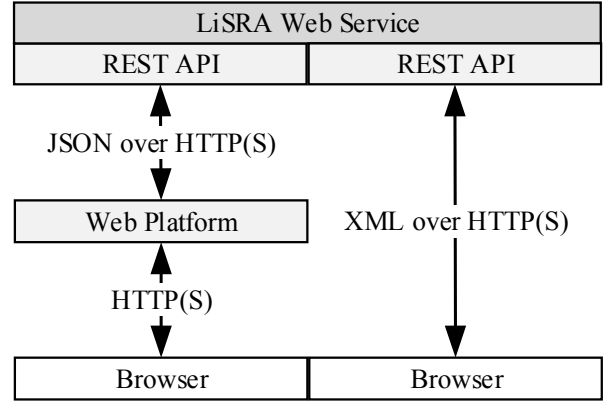 LiSRA Web Service
REST API
REST API
JSON over HTTP(S)
Web Platform
XML over HTTP(S)
HTTP(S)
Browser
Browser